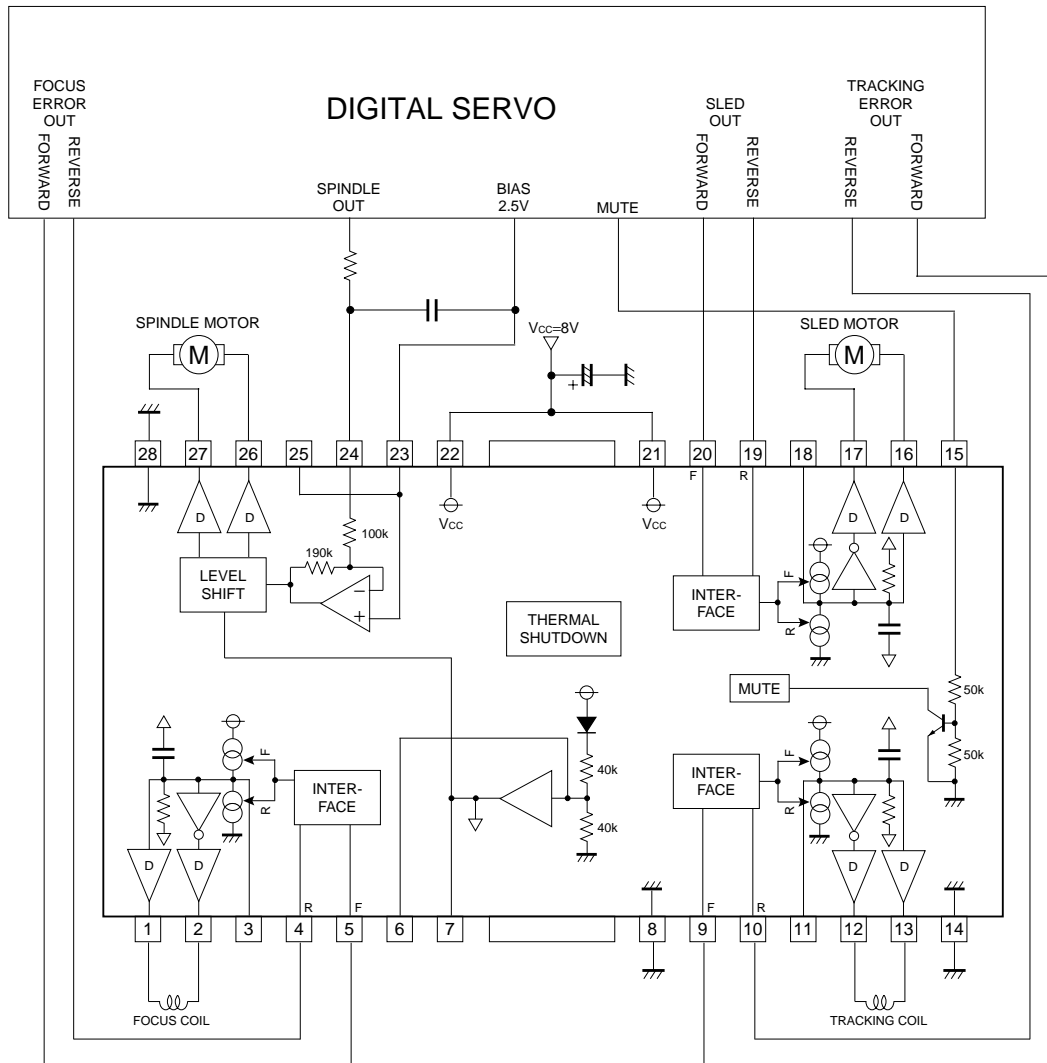 FOCUS
ERROR
OUT
FORWARD
REVERSE
DIGITAL SERVO
SLED
OUT
FORWARD
REVERSE
TRACKING
ERROR
OUT
REVERSE
FORWARD
SPINDLE
OUT
BIAS
2.5V
MUTE
SPINDLE MOTOR
M
VCC=8V
+
SLED MOTOR
M
28
27
26
25
24
23
22
21
20
19
18
17
16
15
F
R
D
D
VCC
VCC
D
D
100k
190k
LEVEL
SHIFT
−
+
THERMAL
SHUTDOWN
INTER-
FACE
F
R
MUTE
50k
50k
F
R
INTER-
FACE
40k
40k
INTER-
FACE
F
R
D
D
D
D
R
F
F
R
1
2
3
4
5
6
7
8
9
10
11
12
13
14
FOCUS COIL
TRACKING COIL